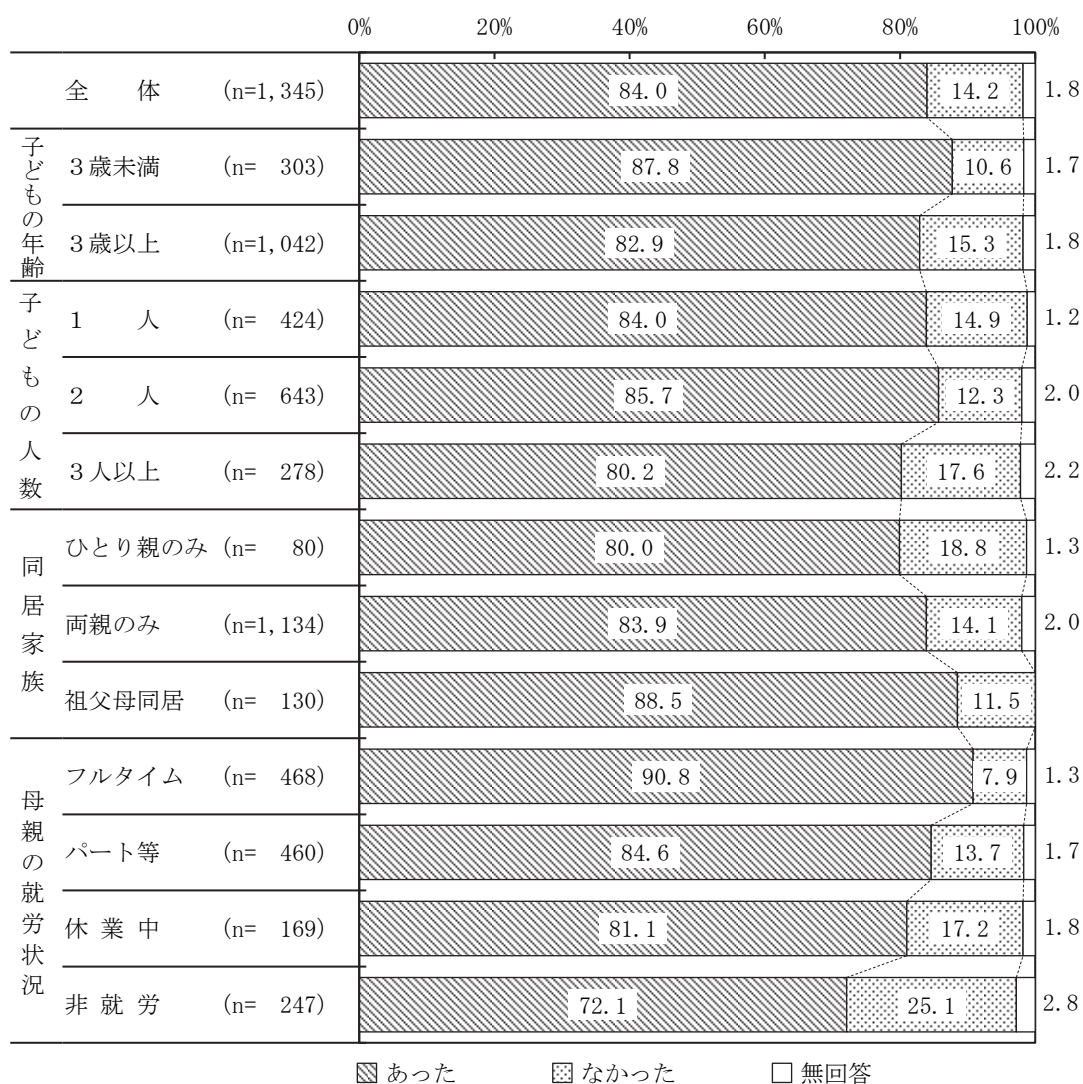 0% 20% 40% 60% 80% 100%
全 体 (n=1,345) 84.0 14.2 1.8
子どもの年齢
3歳未満 (n= 303) 87.8 10.6 1.7
3歳以上 (n=1,042) 82.9 15.3 1.8
子どもの人数
1 人 (n= 424) 84.0 14.9 1.2
2 人 (n= 643) 85.7 12.3 2.0
3人以上 (n= 278) 80.2 17.6 2.2
同居家族
ひとり親のみ (n= 80) 80.0 18.8 1.3
両親のみ (n=1,134) 83.9 14.1 2.0
祖父母同居 (n= 130) 88.5 11.5
母親の就労状況
フルタイム (n= 468) 90.8 7.9 1.3
パート等 (n= 460) 84.6 13.7 1.7
休 業 中 (n= 169) 81.1 17.2 1.8
非 就 労 (n= 247) 72.1 25.1 2.8
あった なかった 無回答